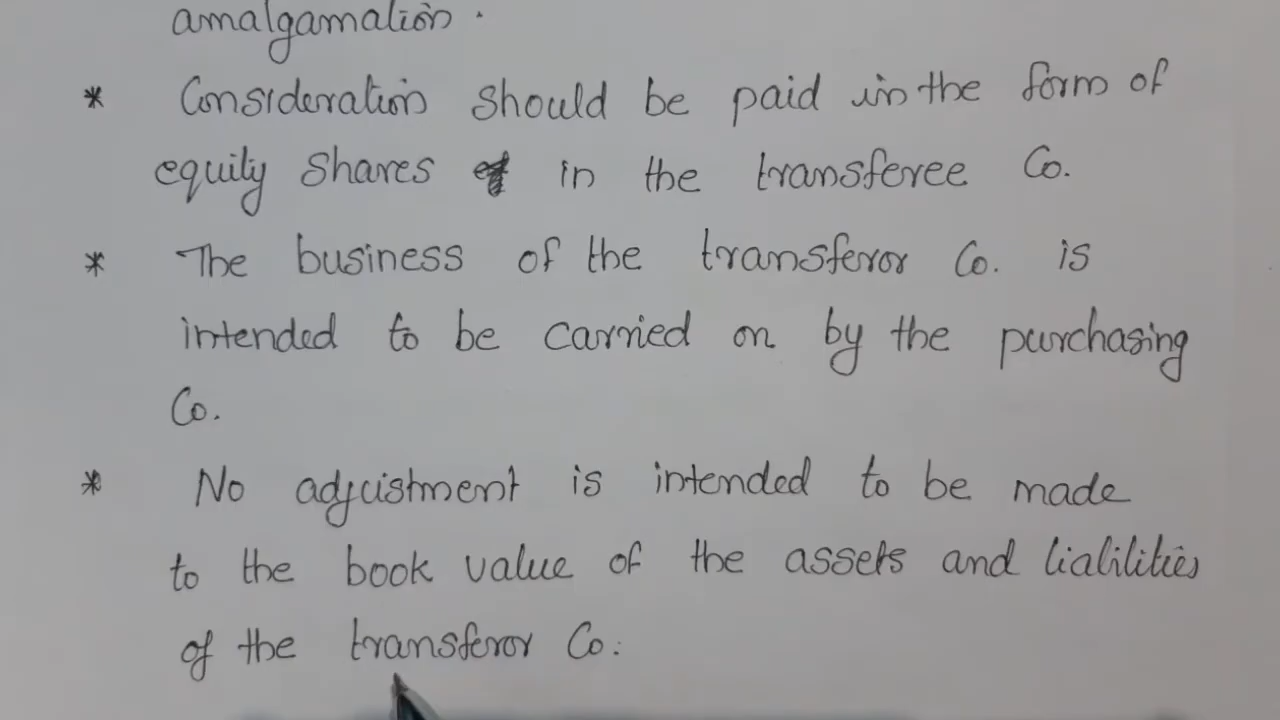 amalgamation.
* Consideration should be paid in the form of
equity shares in the transferee Co.
* The business of the transferor Co. is
intended to be carried on by the purchasing
Co.
* No adjustment is intended to be made
to the book value of the assets and lialilities
of the transferor Co.